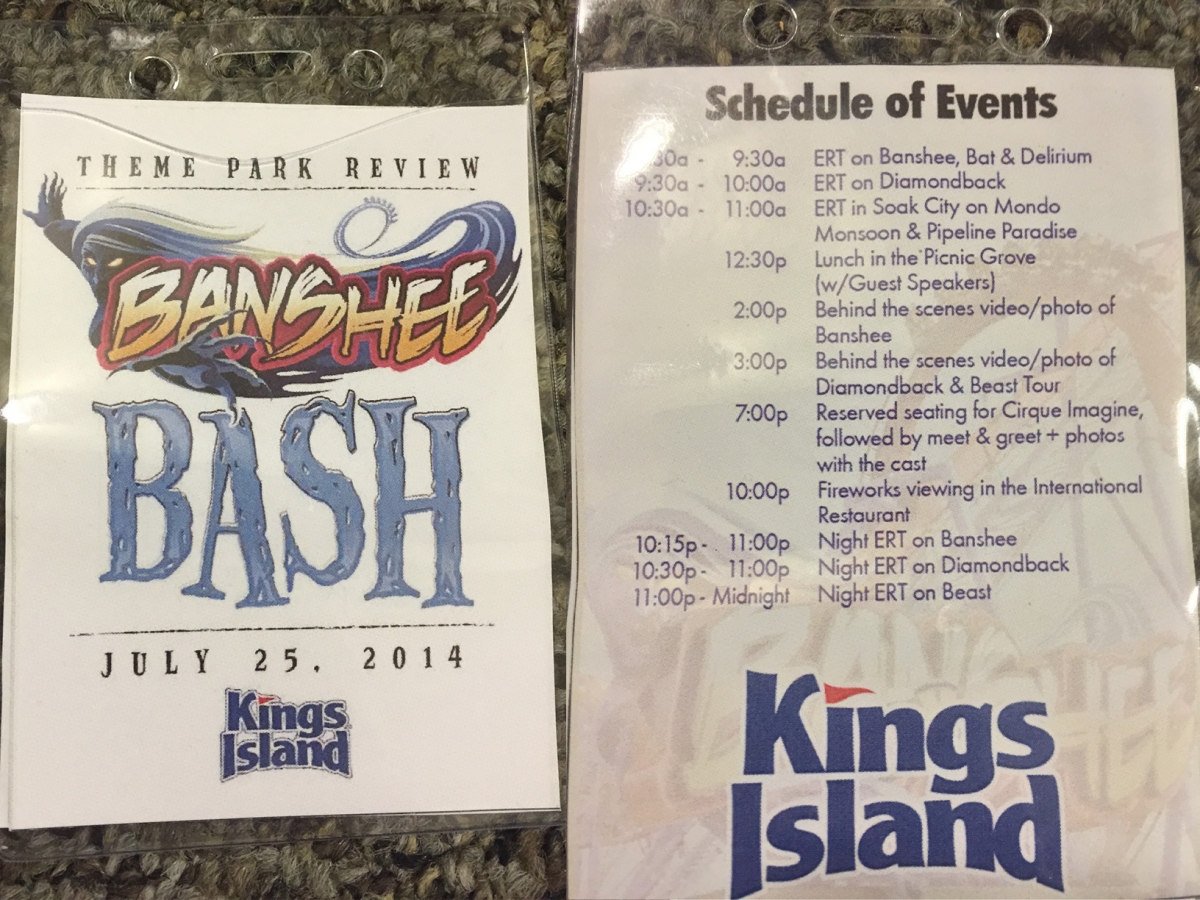 THEME PARK REVIEW
BANSHEE
BASH
JULY 25, 2014
Kings
Island
Schedule of Events
30a - 9:30a ERT on Banshee, Bat & Delirium
9:30a - 10:00a ERT on Diamondback
10:30a - 11:00a ERT in Soak City on Mondo
Monsoon & Pipeline Paradise
12:30p Lunch in the Picnic Grove
(w/Guest Speakers)
2:00p Behind the scenes video/photo of
Banshee
3:00p Behind the scenes video/photo of
Diamondback & Beast Tour
7:00p Reserved seating for Cirque Imagine,
followed by meet & greet + photos
with the cast
10:00p Fireworks viewing in the International
Restaurant
10:15p - 11:00p Night ERT on Banshee
10:30p - 11:00p Night ERT on Diamondback
11:00p - Midnight Night ERT on Beast
BANSHEE
Kings
Island